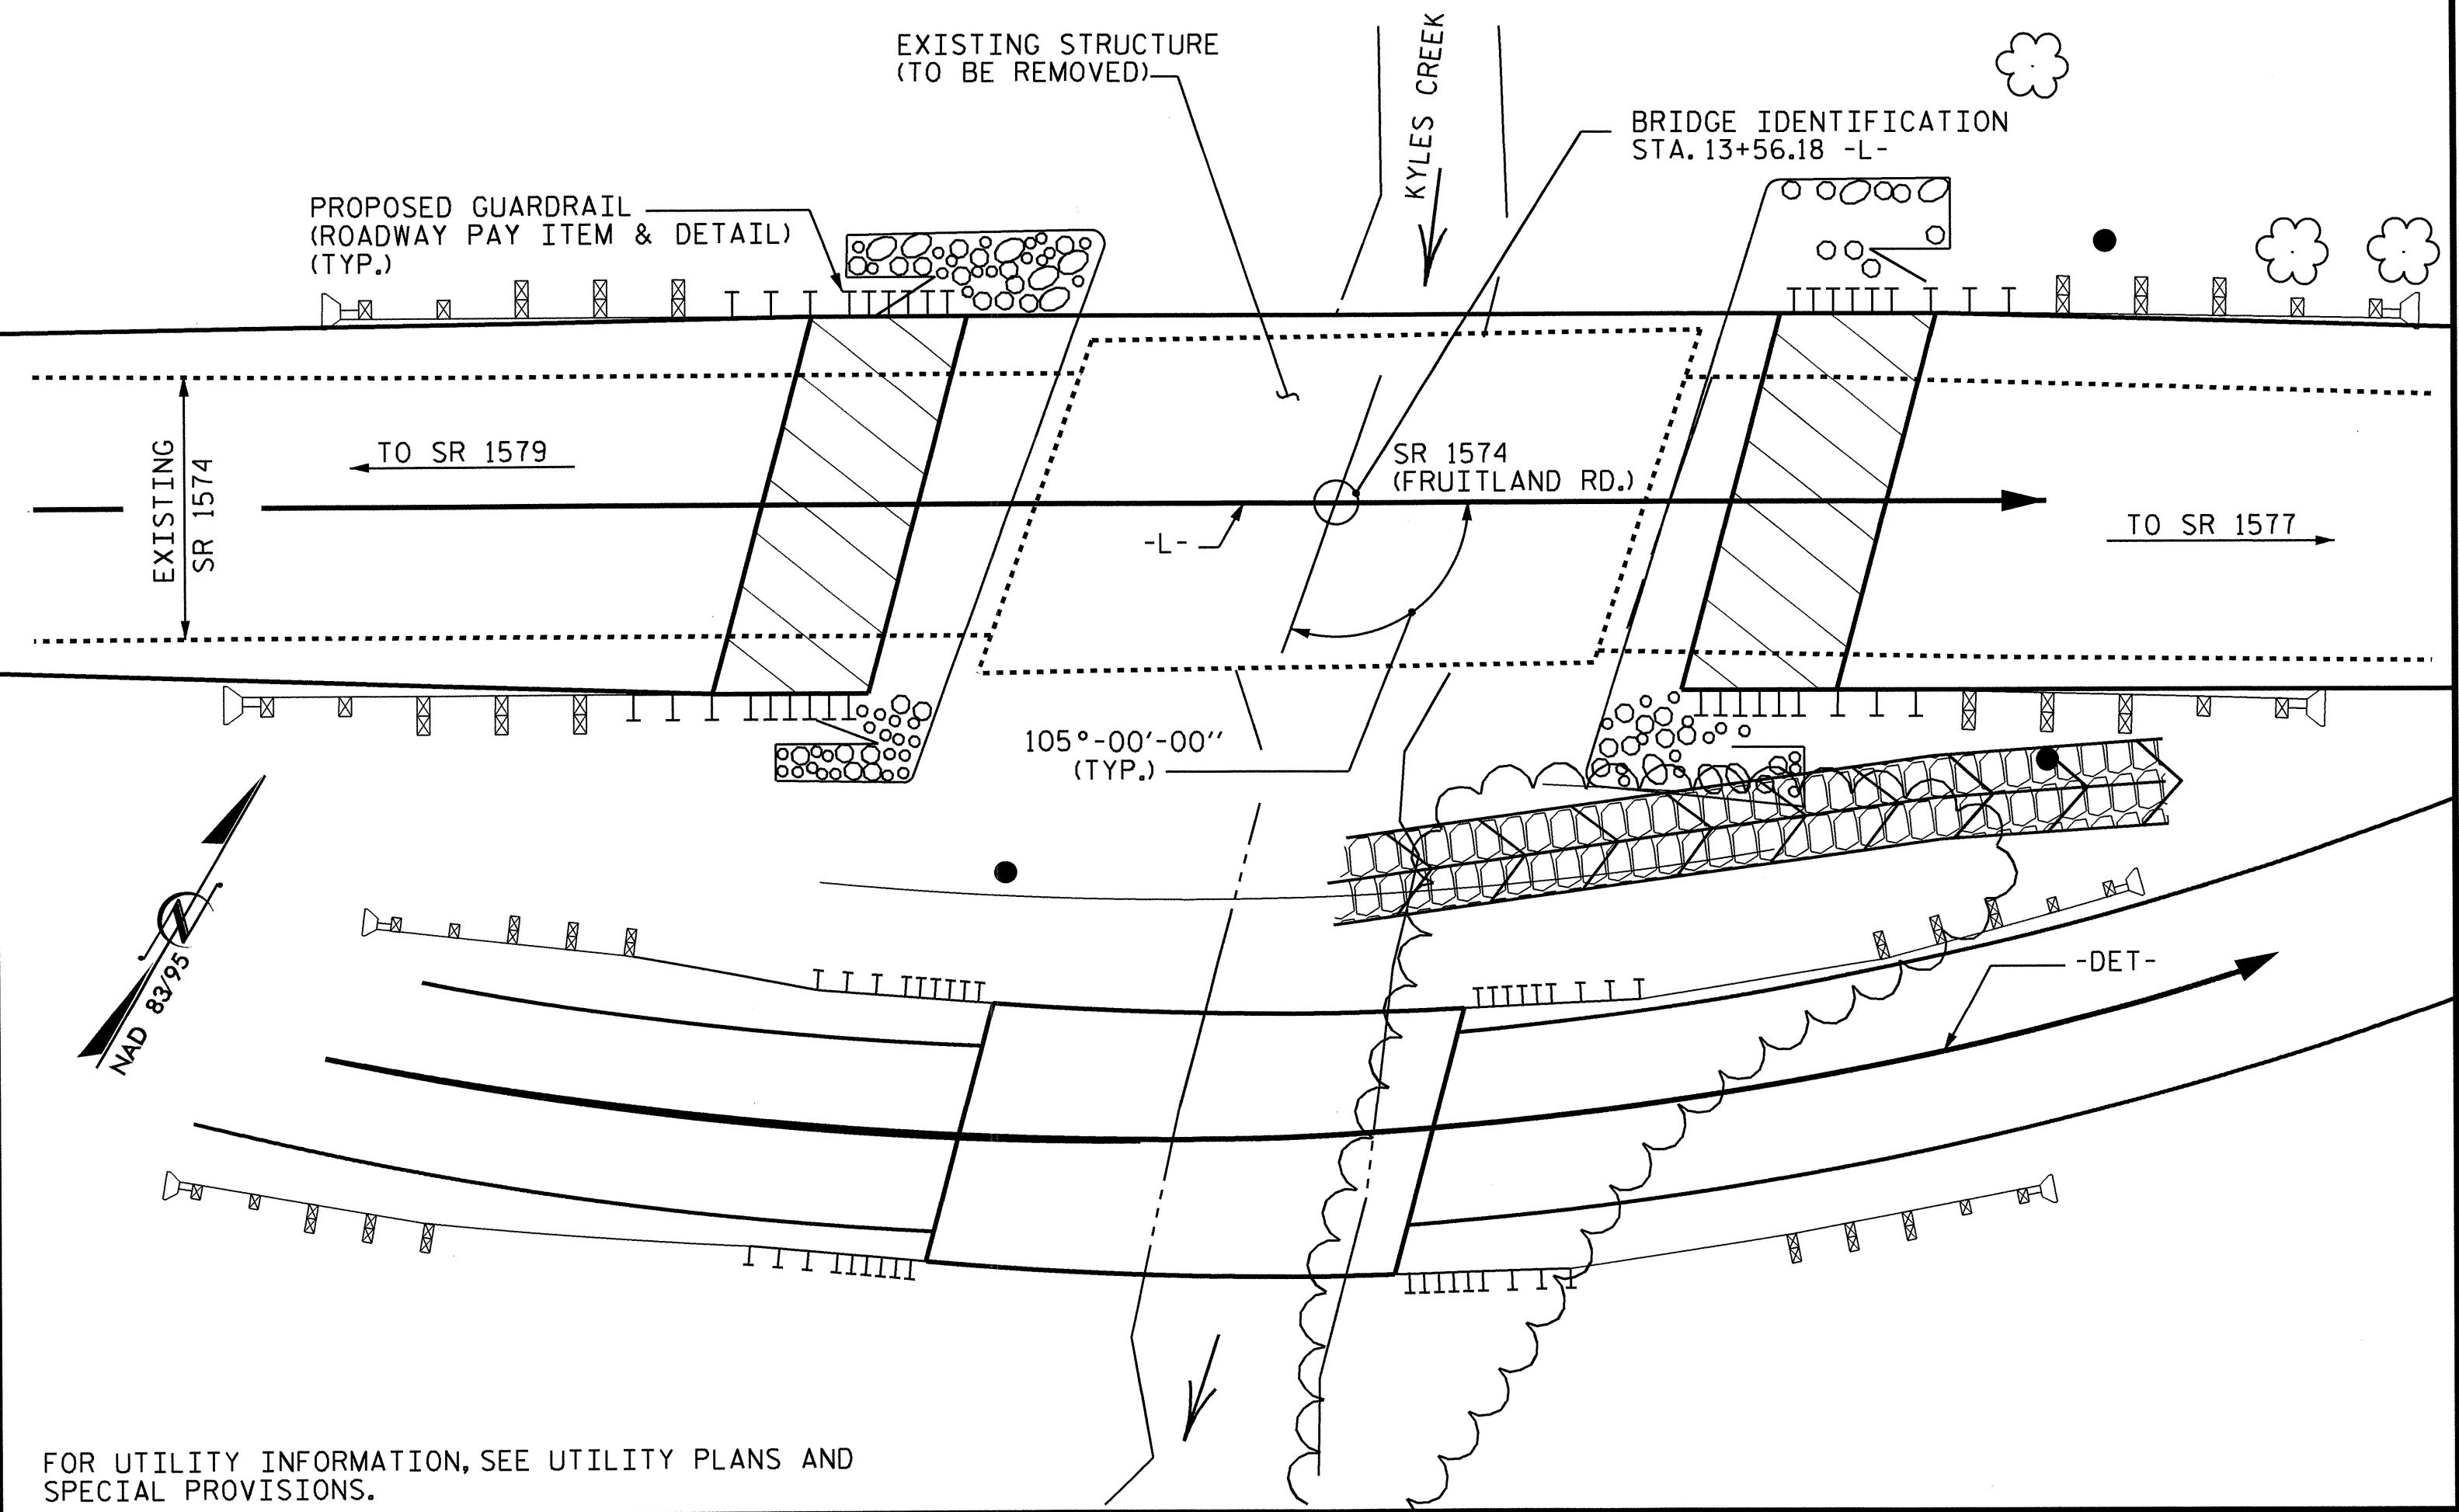 EXISTING STRUCTURE
(TO BE REMOVED)
KYLES CREEK
BRIDGE IDENTIFICATION
STA. 13+56.18 -L-
PROPOSED GUARDRAIL
(ROADWAY PAY ITEM & DETAIL)
(TYP.)
EXISTING
SR 1574
TO SR 1579
SR 1574
(FRUITLAND RD.)
-L-
TO SR 1577
105°-00'-00"
(TYP.)
N
NAD 83/95
-DET-
FOR UTILITY INFORMATION, SEE UTILITY PLANS AND
SPECIAL PROVISIONS.